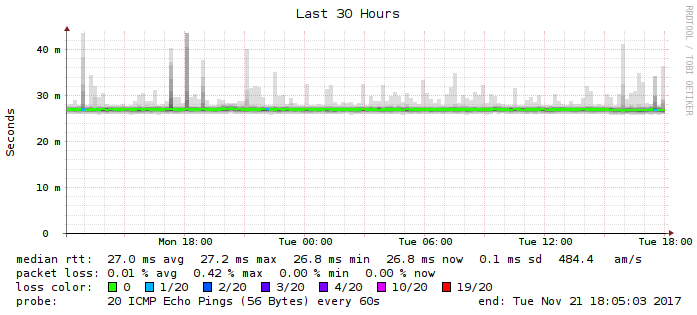 Last 30 Hours
RRDTOOL / TOBI OETIKER
Seconds
40 m
30 m
20 m
10 m
0
Mon 18:00 Tue 00:00 Tue 06:00 Tue 12:00 Tue 18:00
median rtt: 27.0 ms avg 27.2 ms max 26.8 ms min 26.8 ms now 0.1 ms sd 484.4 am/s
packet loss: 0.01 % avg 0.42 % max 0.00 % min 0.00 % now
loss color: 0 1/20 2/20 3/20 4/20 10/20 19/20
probe: 20 ICMP Echo Pings (56 Bytes) every 60s end: Tue Nov 21 18:05:03 2017